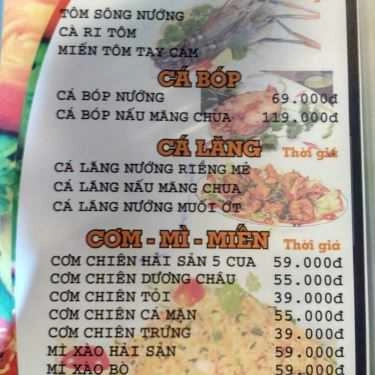 TÔM SÔNG NƯỚNG
CÀ RI TÔM
MIẾN TÔM TAY CẦM
CÁ BÓP
CÁ BÓP NƯỚNG 69.000đ
CÁ BÓP NẤU MĂNG CHUA 119.000đ
CÁ LĂNG Thời giá
CÁ LĂNG NƯỚNG RIỀNG MẺ
CÁ LĂNG NẤU MĂNG CHUA
CÁ LĂNG NƯỚNG MUỐI ỚT
CƠM - MÌ - MIẾN Thời giá
CƠM CHIÊN HẢI SẢN 5 CUA 59.000đ
CƠM CHIÊN DƯƠNG CHÂU 55.000đ
CƠM CHIÊN TỎI 39.000đ
CƠM CHIÊN CÁ MẶN 55.000đ
CƠM CHIÊN TRỨNG 39.000đ
MÌ XÀO HẢI SẢN 59.000đ
MÌ XÀO BÒ 59.000đ